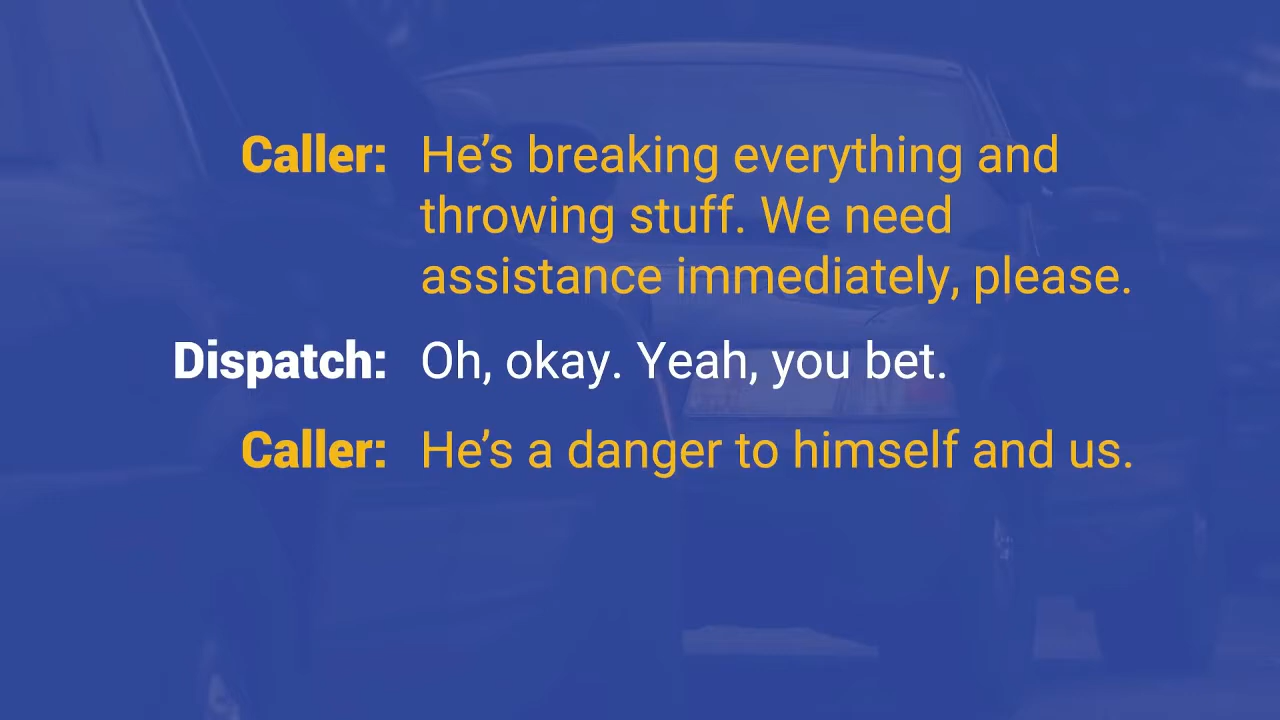 Caller: He’s breaking everything and
throwing stuff. We need
assistance immediately, please.
Dispatch: Oh, okay. Yeah, you bet.
Caller: He’s a danger to himself and us.